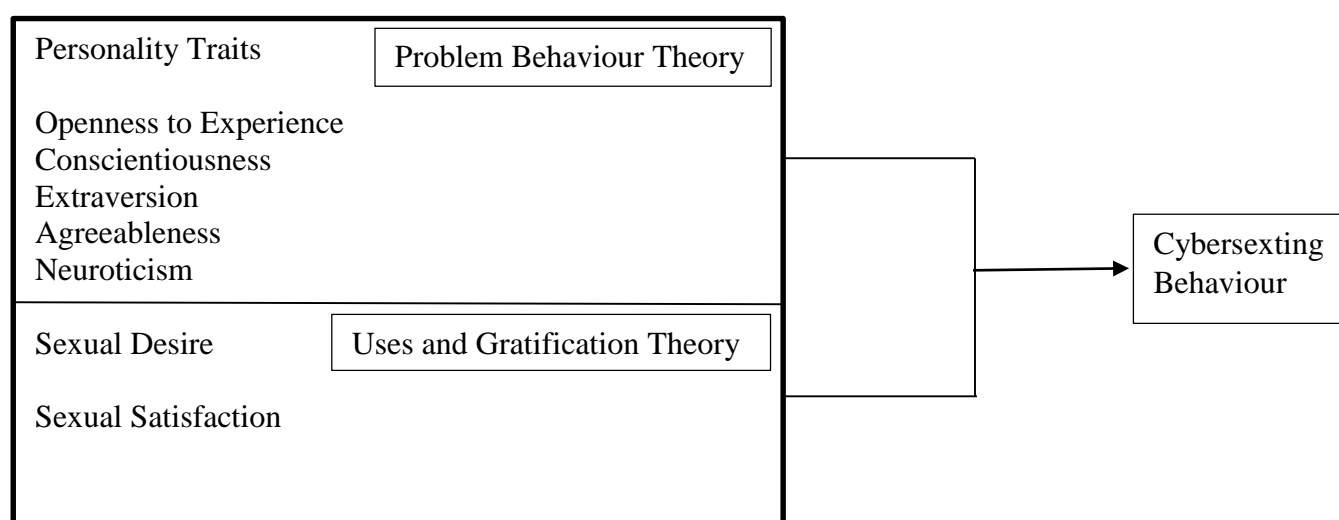 Personality Traits
Problem Behaviour Theory
Openness to Experience
Conscientiousness
Extraversion
Agreeableness
Neuroticism
Sexual Desire
Uses and Gratification Theory
Sexual Satisfaction
Cybersexting
Behaviour